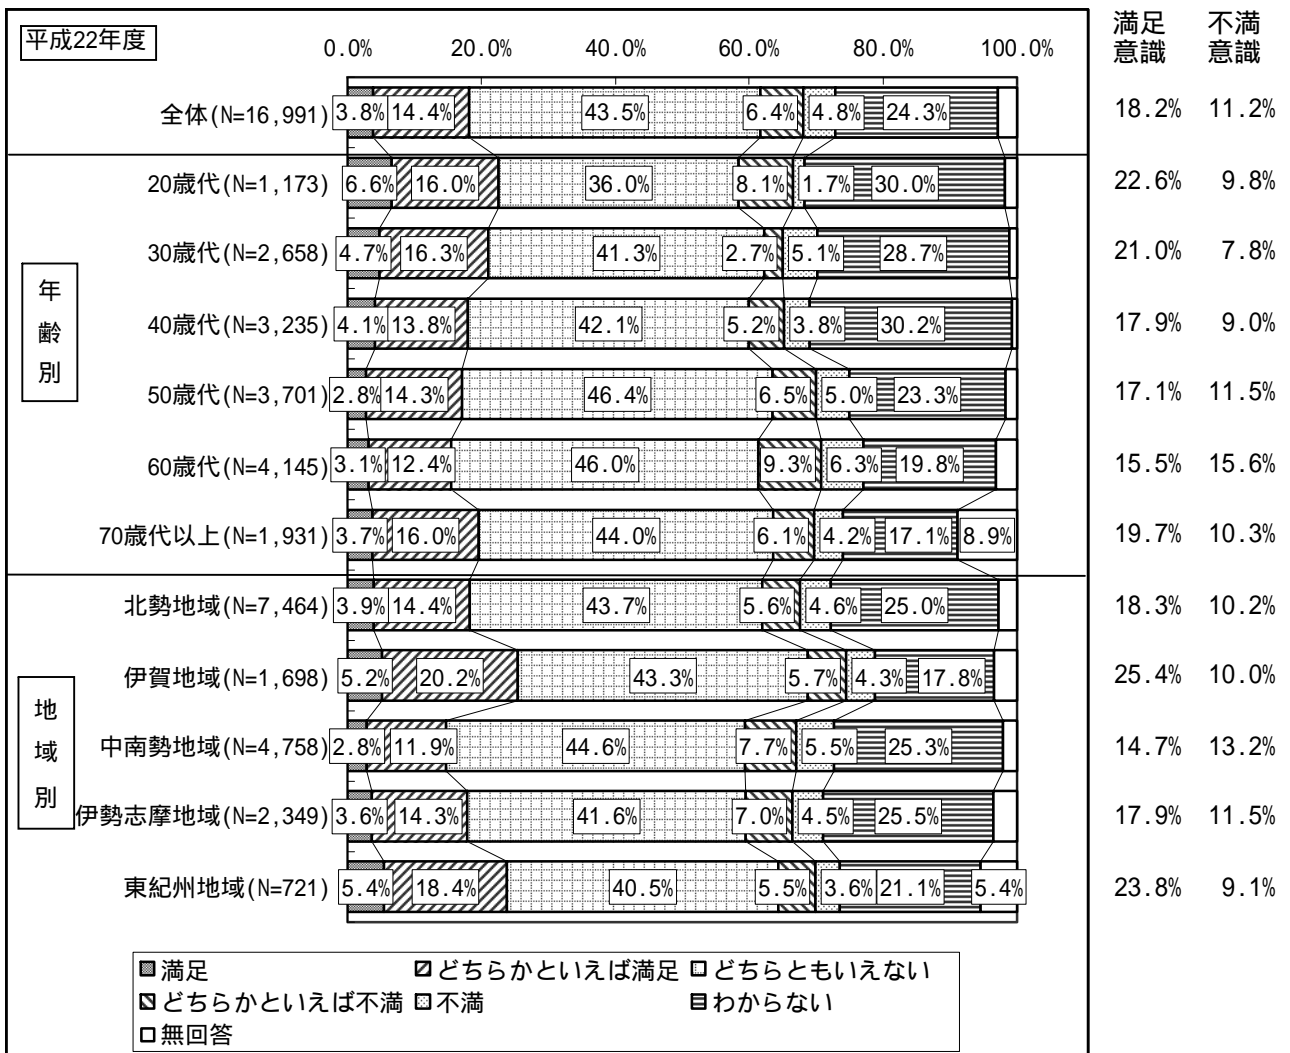 平成22年度
0.0% 20.0% 40.0% 60.0% 80.0% 100.0%
満足意識 不満意識
全体(N=16,991) 3.8% 14.4% 43.5% 6.4% 4.8% 24.3% 18.2% 11.2%
年齢別
20歳代(N=1,173) 6.6% 16.0% 36.0% 8.1% 1.7% 30.0% 22.6% 9.8%
30歳代(N=2,658) 4.7% 16.3% 41.3% 2.7% 5.1% 28.7% 21.0% 7.8%
40歳代(N=3,235) 4.1% 13.8% 42.1% 5.2% 3.8% 30.2% 17.9% 9.0%
50歳代(N=3,701) 2.8% 14.3% 46.4% 6.5% 5.0% 23.3% 17.1% 11.5%
60歳代(N=4,145) 3.1% 12.4% 46.0% 9.3% 6.3% 19.8% 15.5% 15.6%
70歳代以上(N=1,931) 3.7% 16.0% 44.0% 6.1% 4.2% 17.1% 8.9% 19.7% 10.3%
地域別
北勢地域(N=7,464) 3.9% 14.4% 43.7% 5.6% 4.6% 25.0% 18.3% 10.2%
伊賀地域(N=1,698) 5.2% 20.2% 43.3% 5.7% 4.3% 17.8% 25.4% 10.0%
中南勢地域(N=4,758) 2.8% 11.9% 44.6% 7.7% 5.5% 25.3% 14.7% 13.2%
伊勢志摩地域(N=2,349) 3.6% 14.3% 41.6% 7.0% 4.5% 25.5% 17.9% 11.5%
東紀州地域(N=721) 5.4% 18.4% 40.5% 5.5% 3.6% 21.1% 5.4% 23.8% 9.1%
満足 どちらかといえば満足 どちらともいえない
どちらかといえば不満 不満 わからない
無回答